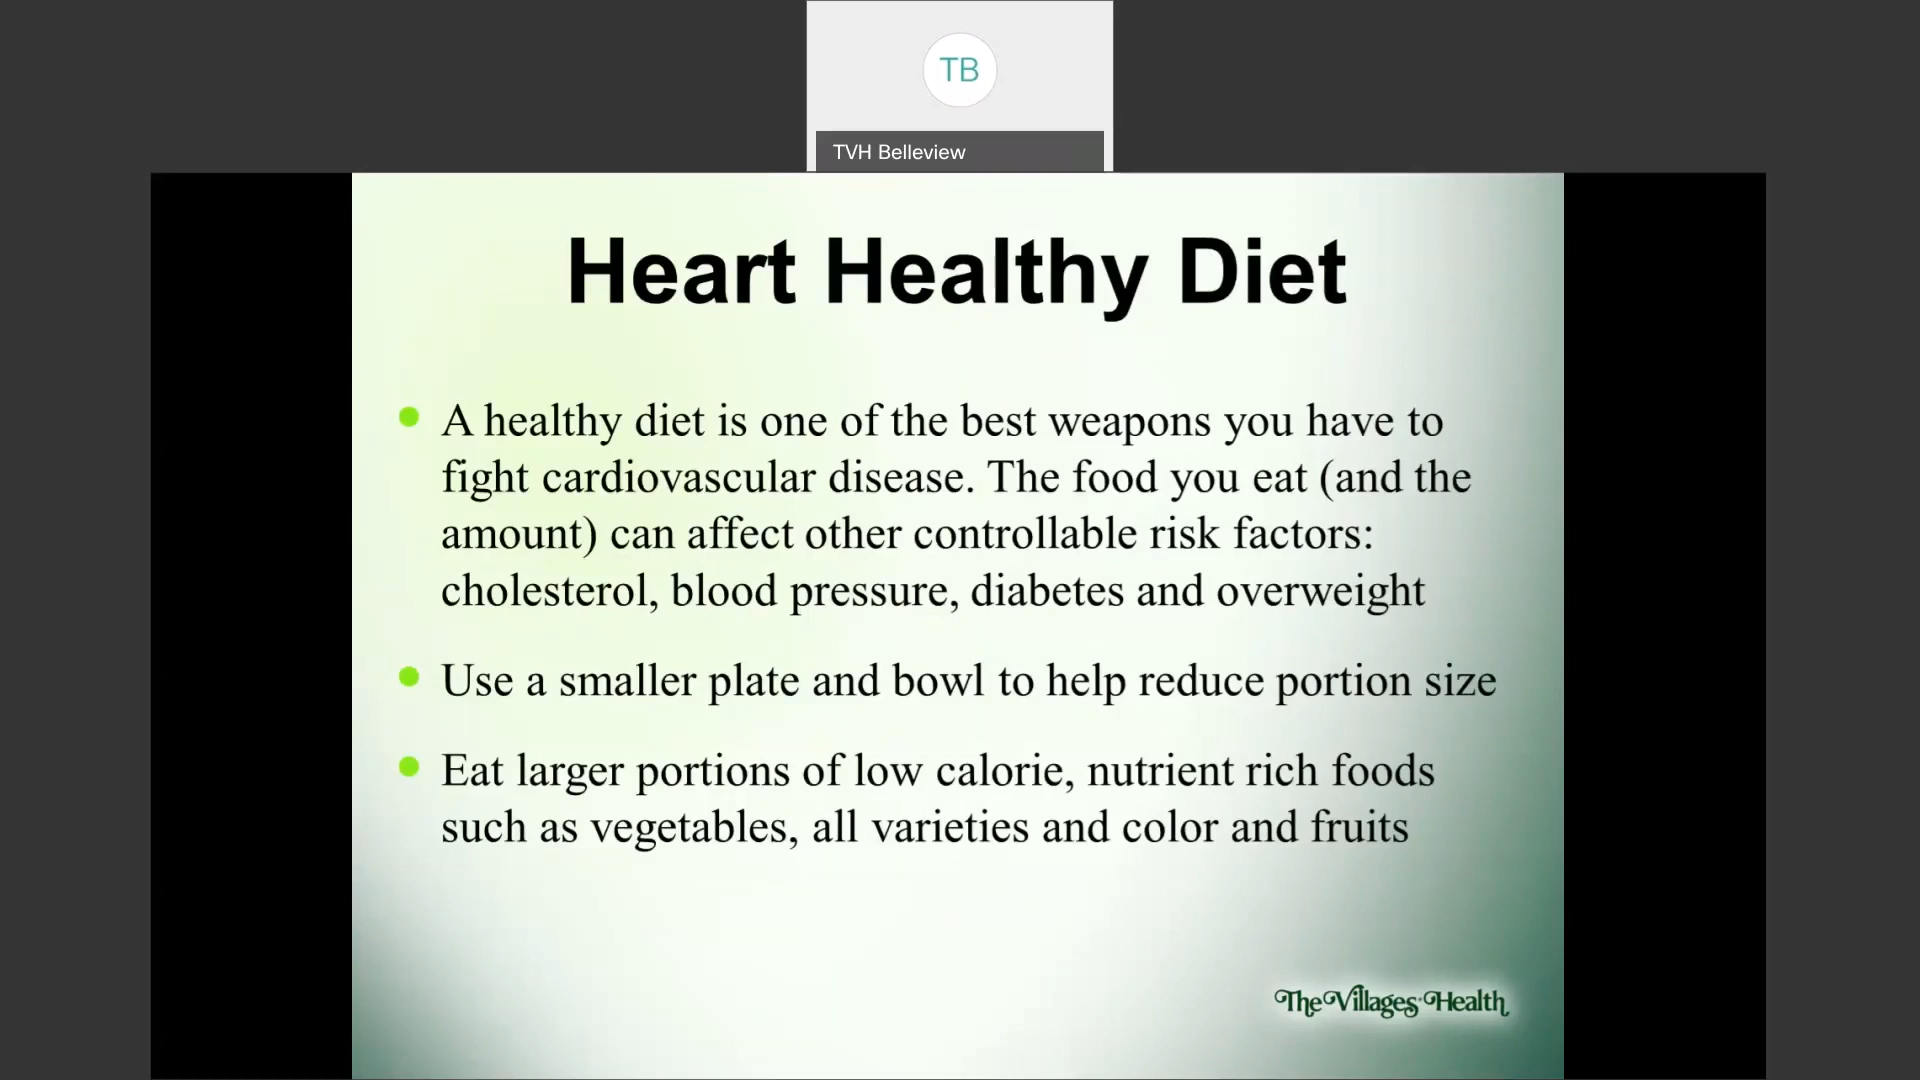 TB
TVH Belleview
Heart Healthy Diet
A healthy diet is one of the best weapons you have to
fight cardiovascular disease. The food you eat (and the
amount) can affect other controllable risk factors:
cholesterol, blood pressure, diabetes and overweight
Use a smaller plate and bowl to help reduce portion size
Eat larger portions of low calorie, nutrient rich foods
such as vegetables, all varieties and color and fruits
The Villages Health